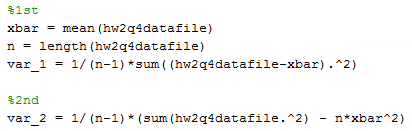 %1st
xbar = mean(hw2q4datafile)
n = length(hw2q4datafile)
var_1 = 1/(n-1)*sum((hw2q4datafile-xbar).^2)
%2nd
var_2 = 1/(n-1)*(sum(hw2q4datafile.^2) - n*xbar^2)